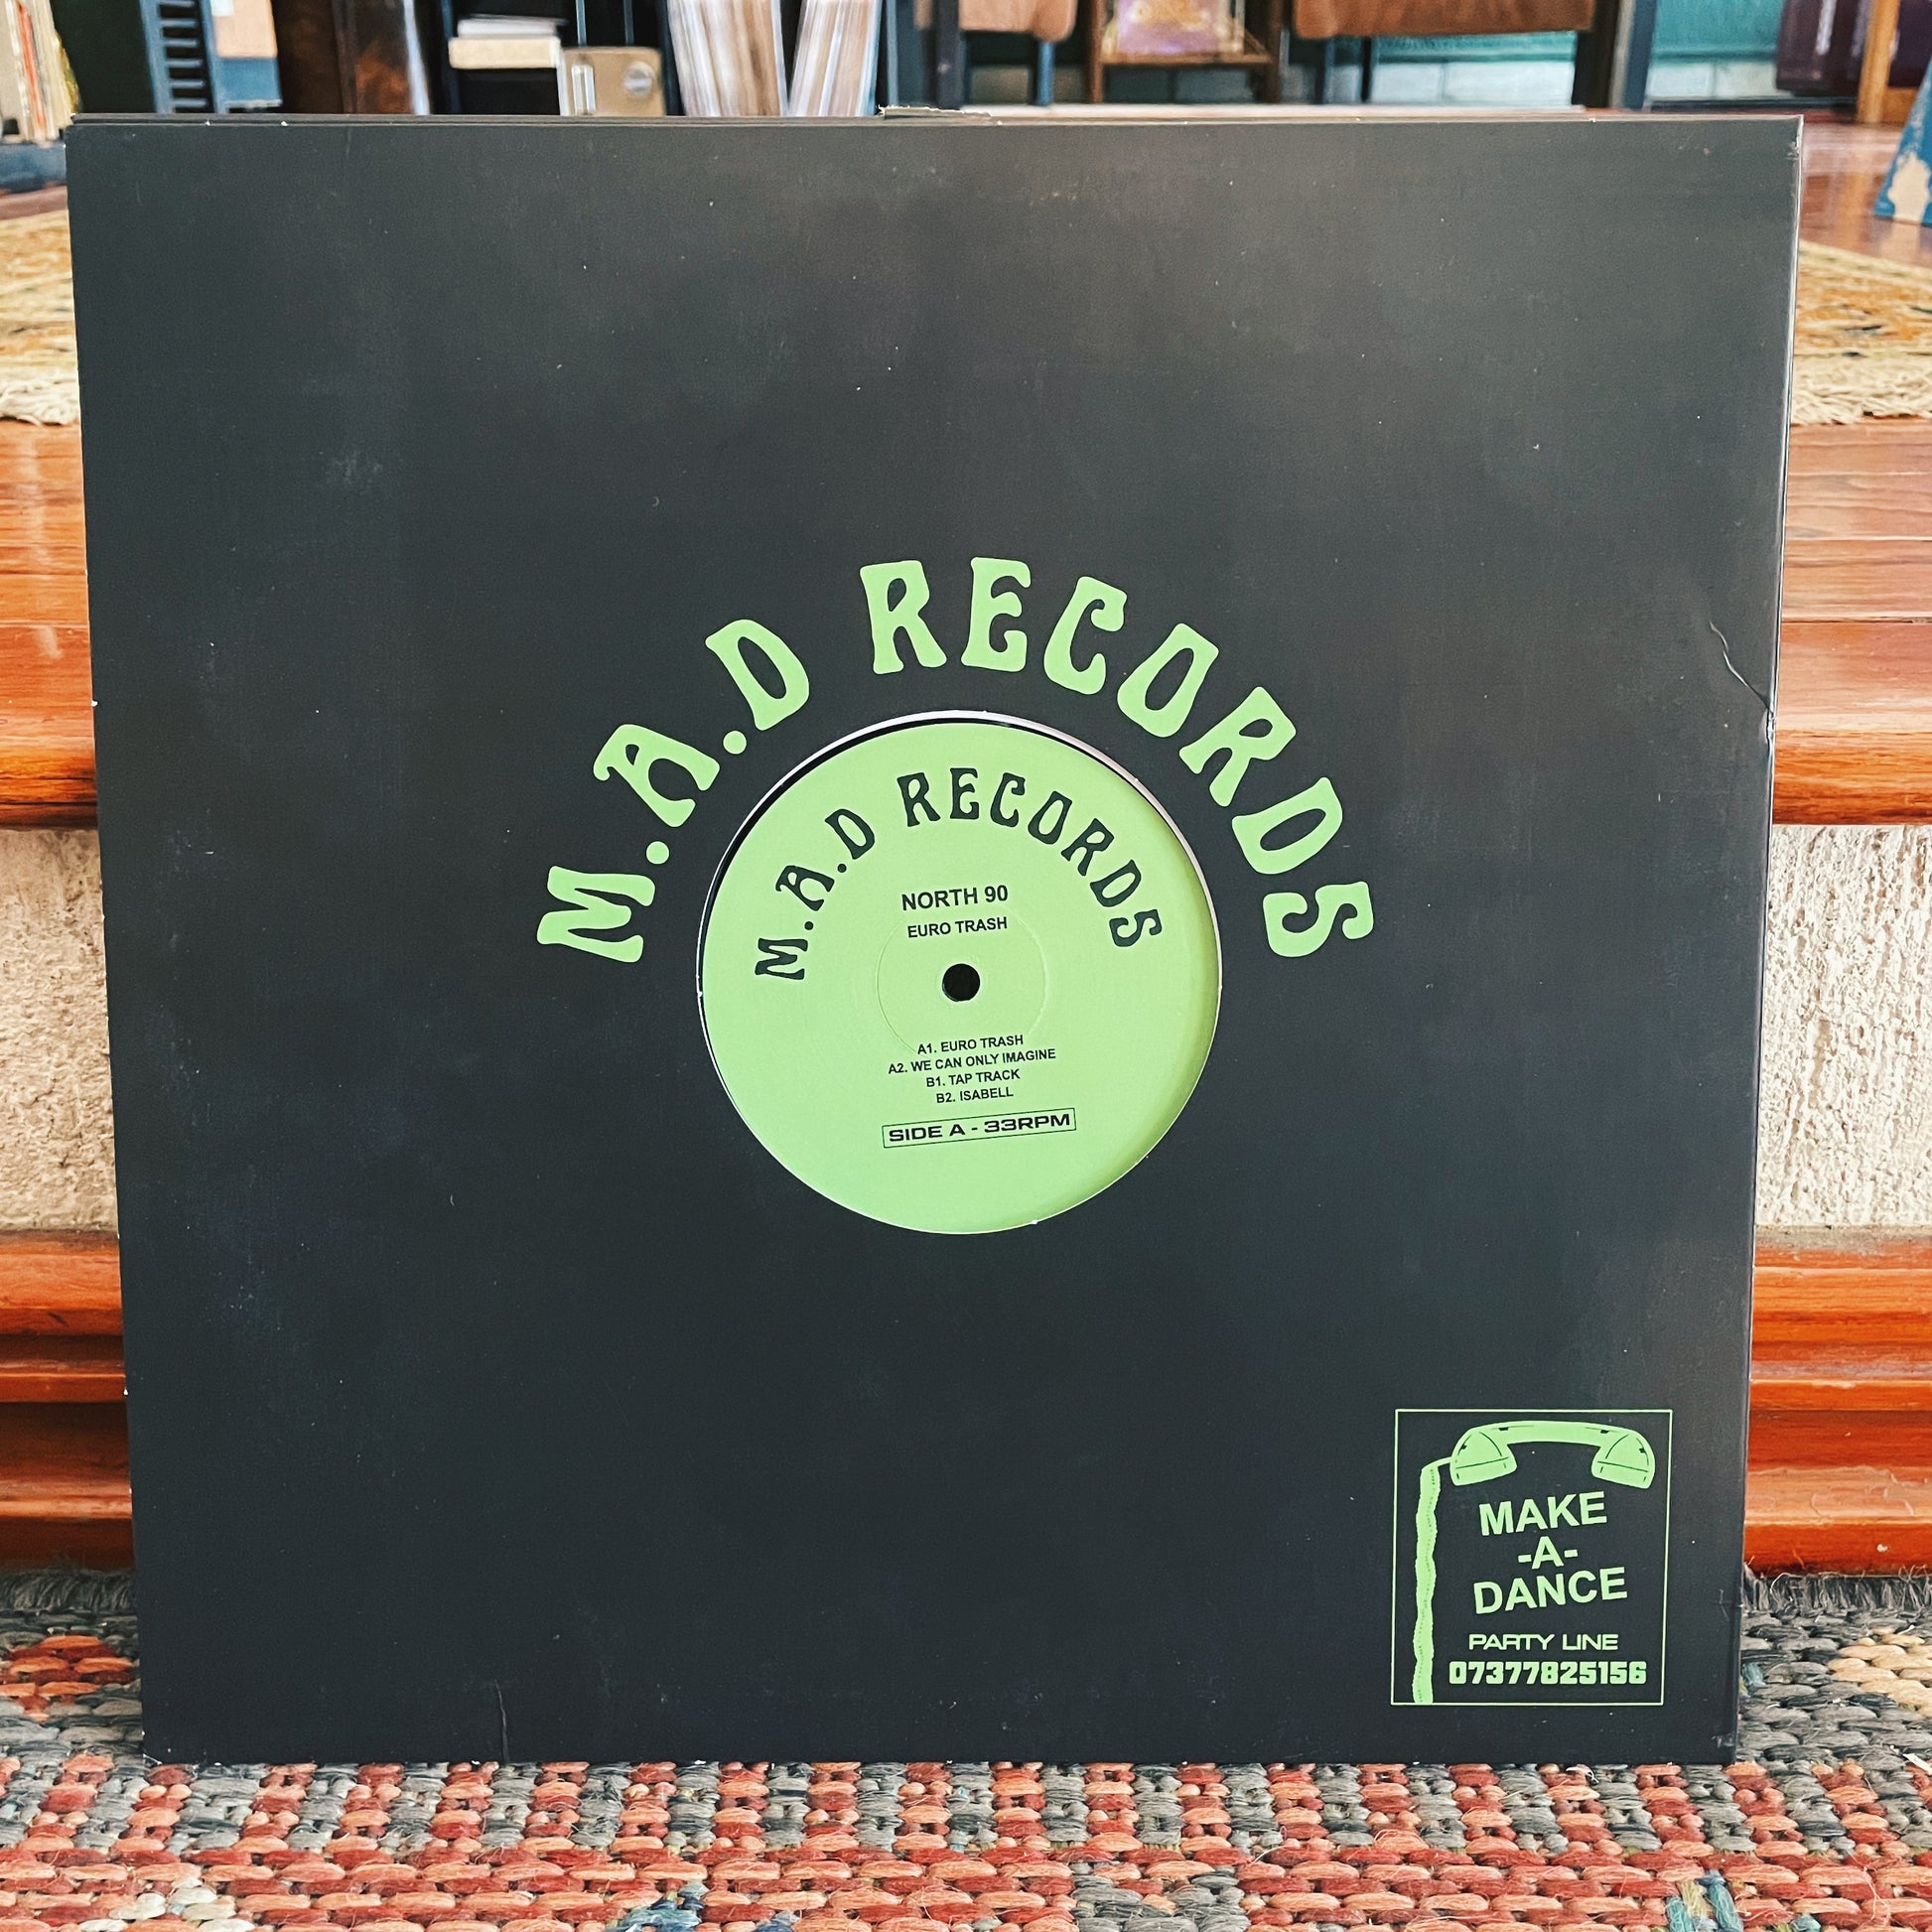 M.A.D RECORDS
M.A.D RECORDS
NORTH 90
EURO TRASH
A1. EURO TRASH
A2. WE CAN ONLY IMAGINE
B1. TAP TRACK
B2. ISABELL
SIDE A - 33RPM
MAKE
-A-
DANCE
PARTY LINE
07377825156